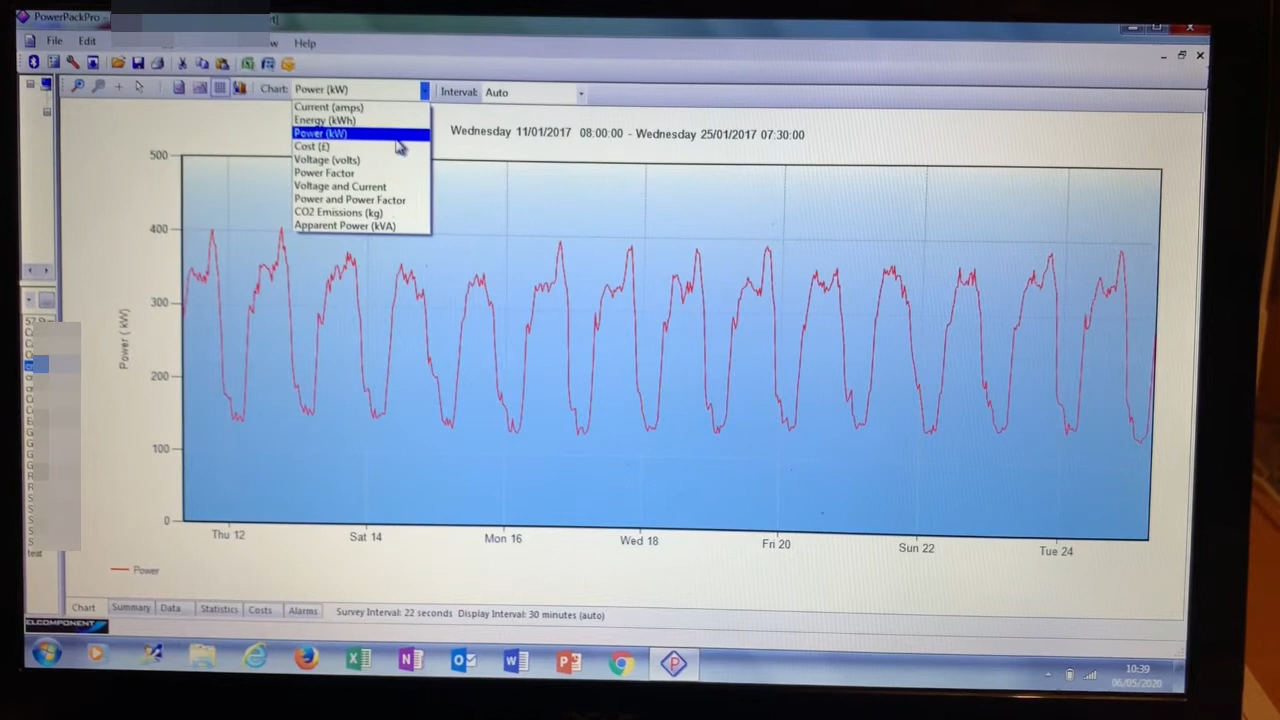 PowerPackPro -
File Edit w Help
Chart: Power (kW) Interval: Auto
Current (amps)
Energy (kWh)
Power (kW)
Cost (£)
Voltage (volts)
Power Factor
Voltage and Current
Power and Power Factor
CO2 Emissions (kg)
Apparent Power (kVA)
Wednesday 11/01/2017 08:00:00 - Wednesday 25/01/2017 07:30:00
500
400
300
200
100
0
Power ( kW)
Thu 12 Sat 14 Mon 16 Wed 18 Fri 20 Sun 22 Tue 24
Power
G
G
G
G
R
R
S
S
S
S
S
test
Chart Summary Data Statistics Costs Alarms Survey Interval: 22 seconds Display Interval: 30 minutes (auto)
ELCOMPONENT
10:39
06/05/2020